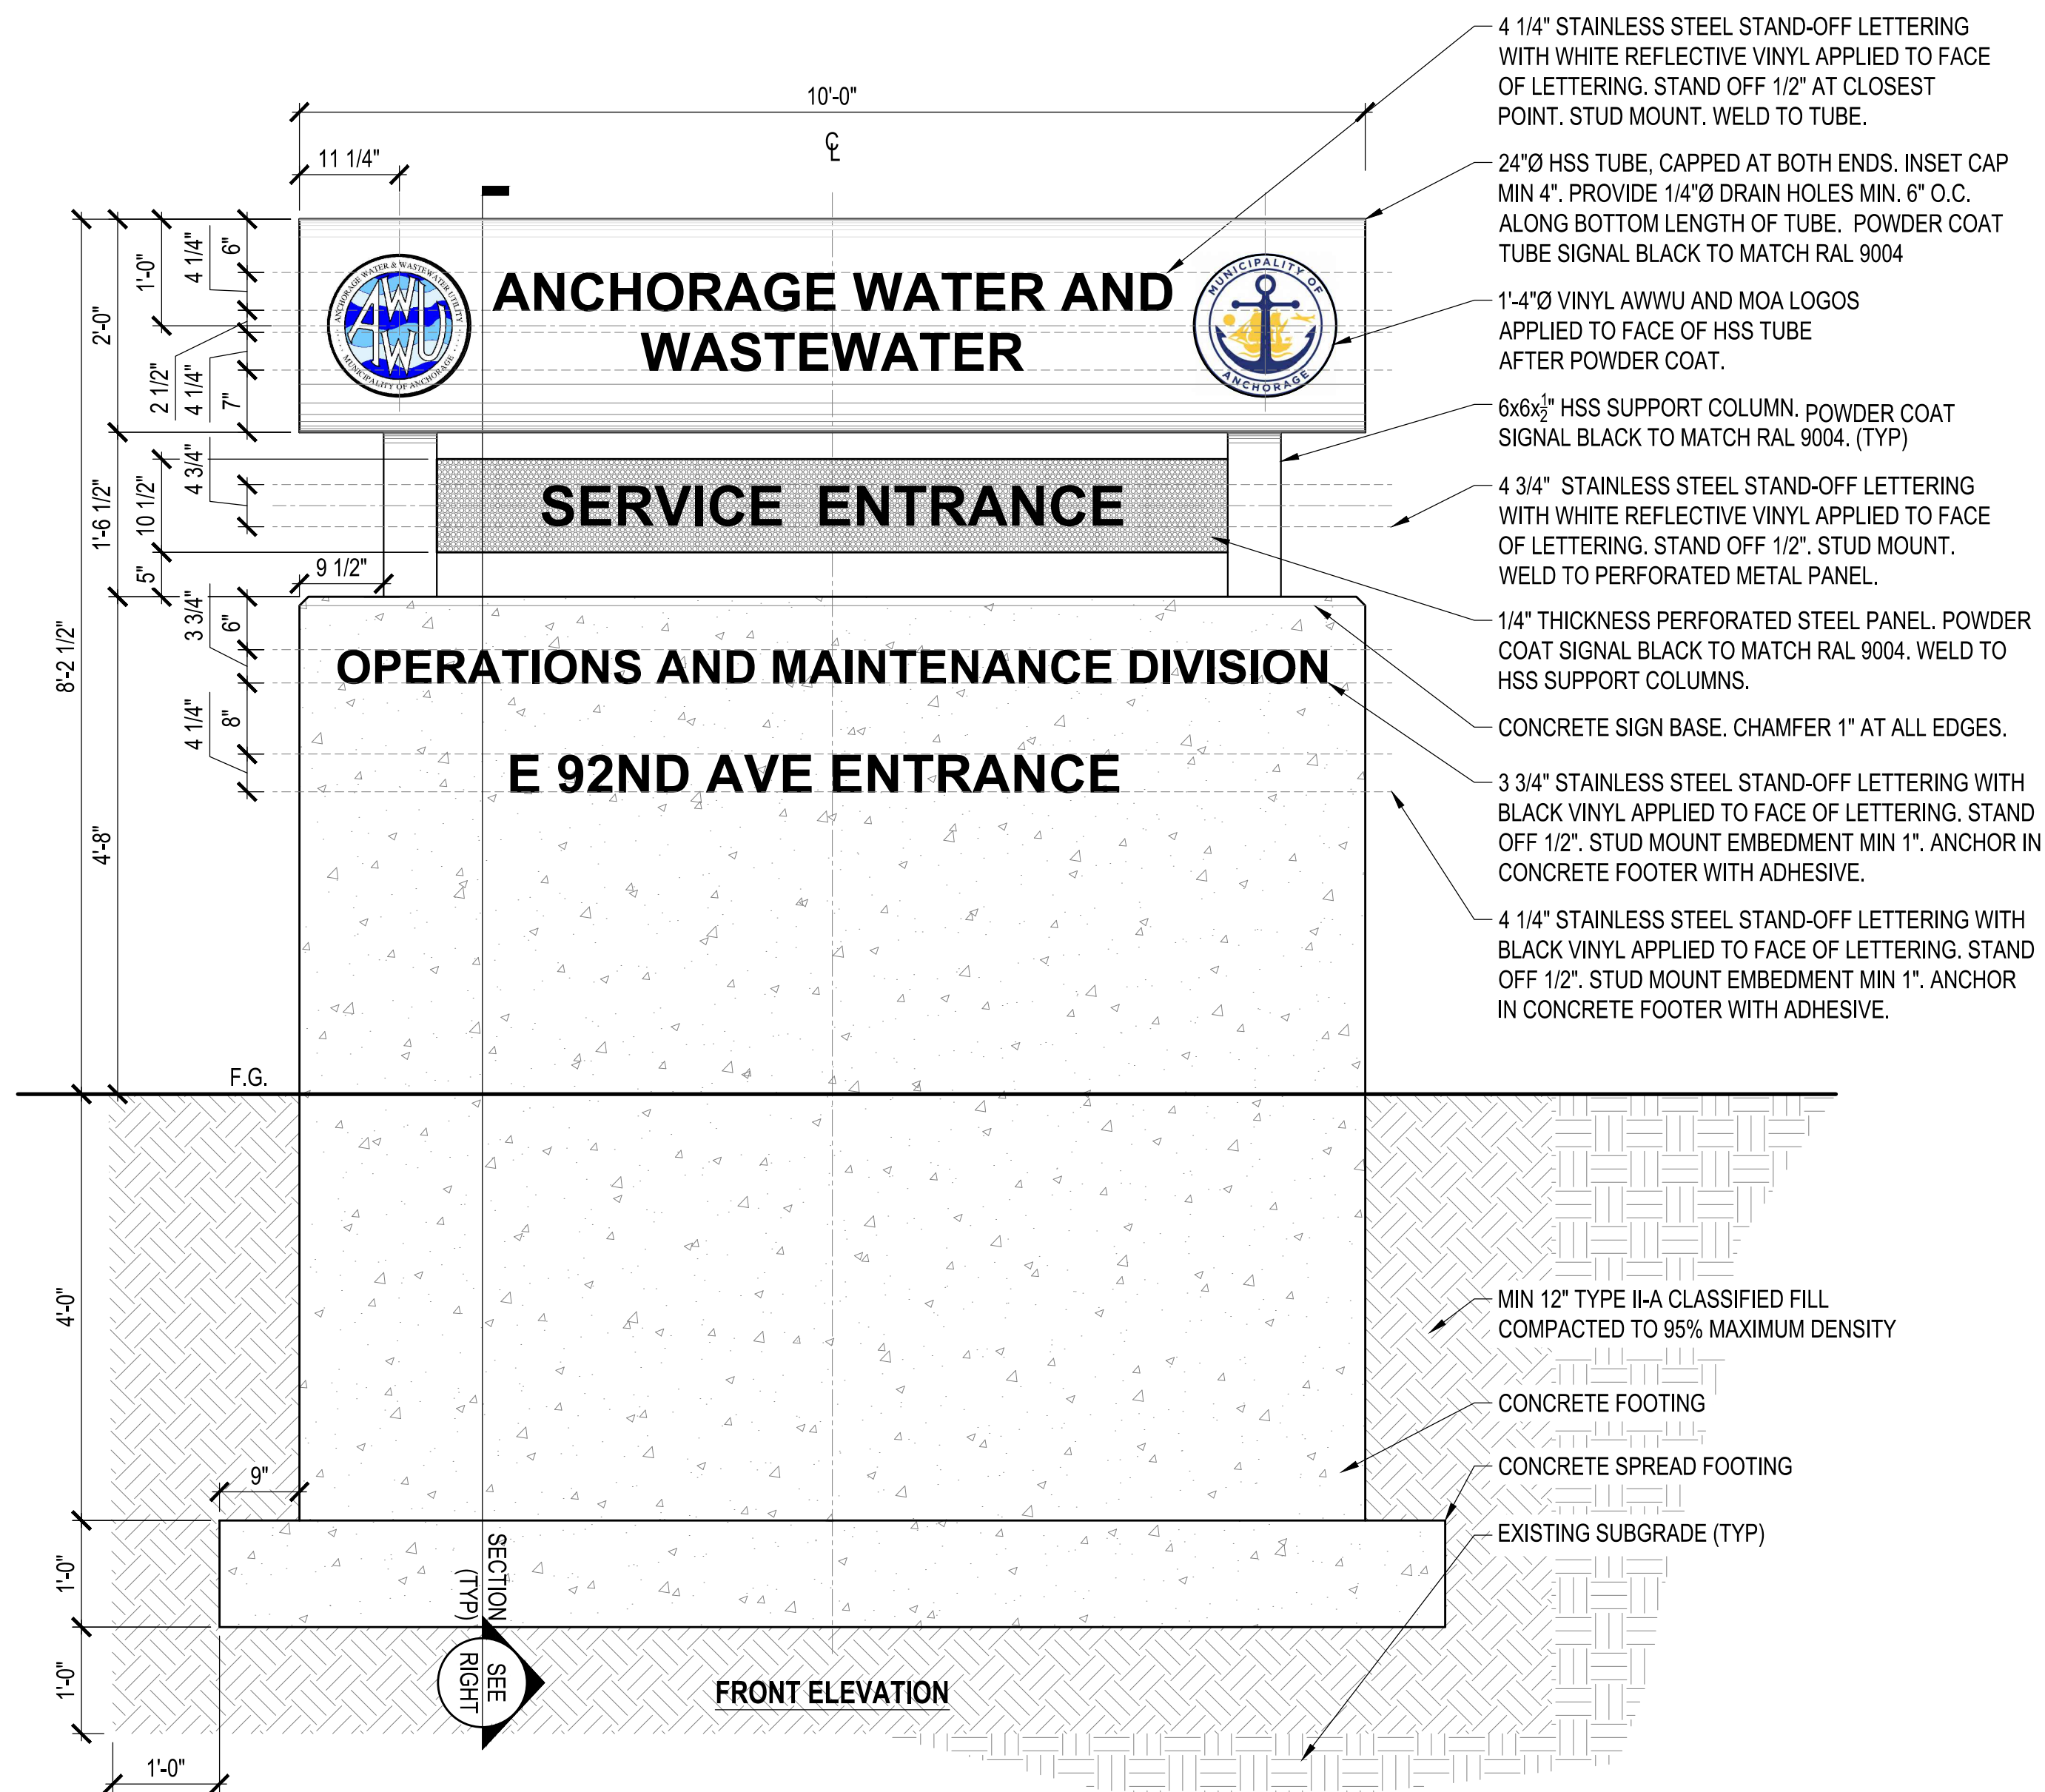 10'-0"
CL
11 1/4"
ANCHORAGE WATER & WASTEWATER UTILITY
AWWU
MUNICIPALITY OF ANCHORAGE
ANCHORAGE WATER AND
WASTEWATER
MUNICIPALITY OF
ANCHORAGE
SERVICE ENTRANCE
OPERATIONS AND MAINTENANCE DIVISION
E 92ND AVE ENTRANCE
8'-2 1/2"
2'-0"
1'-0"
4 1/4"
6"
2 1/2"
4 1/4"
7"
1'-6 1/2"
10 1/2"
4 3/4"
5"
9 1/2"
3 3/4"
6"
4 1/4"
8"
4'-8"
F.G.
4'-0"
9"
1'-0"
1'-0"
1'-0"
SECTION
(TYP)
SEE
RIGHT
FRONT ELEVATION
4 1/4" STAINLESS STEEL STAND-OFF LETTERING
WITH WHITE REFLECTIVE VINYL APPLIED TO FACE
OF LETTERING. STAND OFF 1/2" AT CLOSEST
POINT. STUD MOUNT. WELD TO TUBE.
24"Ø HSS TUBE, CAPPED AT BOTH ENDS. INSET CAP
MIN 4". PROVIDE 1/4"Ø DRAIN HOLES MIN. 6" O.C.
ALONG BOTTOM LENGTH OF TUBE. POWDER COAT
TUBE SIGNAL BLACK TO MATCH RAL 9004
1'-4"Ø VINYL AWWU AND MOA LOGOS
APPLIED TO FACE OF HSS TUBE
AFTER POWDER COAT.
6x6x1/2" HSS SUPPORT COLUMN. POWDER COAT
SIGNAL BLACK TO MATCH RAL 9004. (TYP)
4 3/4" STAINLESS STEEL STAND-OFF LETTERING
WITH WHITE REFLECTIVE VINYL APPLIED TO FACE
OF LETTERING. STAND OFF 1/2". STUD MOUNT.
WELD TO PERFORATED METAL PANEL.
1/4" THICKNESS PERFORATED STEEL PANEL. POWDER
COAT SIGNAL BLACK TO MATCH RAL 9004. WELD TO
HSS SUPPORT COLUMNS.
CONCRETE SIGN BASE. CHAMFER 1" AT ALL EDGES.
3 3/4" STAINLESS STEEL STAND-OFF LETTERING WITH
BLACK VINYL APPLIED TO FACE OF LETTERING. STAND
OFF 1/2". STUD MOUNT EMBEDMENT MIN 1". ANCHOR IN
CONCRETE FOOTER WITH ADHESIVE.
4 1/4" STAINLESS STEEL STAND-OFF LETTERING WITH
BLACK VINYL APPLIED TO FACE OF LETTERING. STAND
OFF 1/2". STUD MOUNT EMBEDMENT MIN 1". ANCHOR
IN CONCRETE FOOTER WITH ADHESIVE.
MIN 12" TYPE II-A CLASSIFIED FILL
COMPACTED TO 95% MAXIMUM DENSITY
CONCRETE FOOTING
CONCRETE SPREAD FOOTING
EXISTING SUBGRADE (TYP)